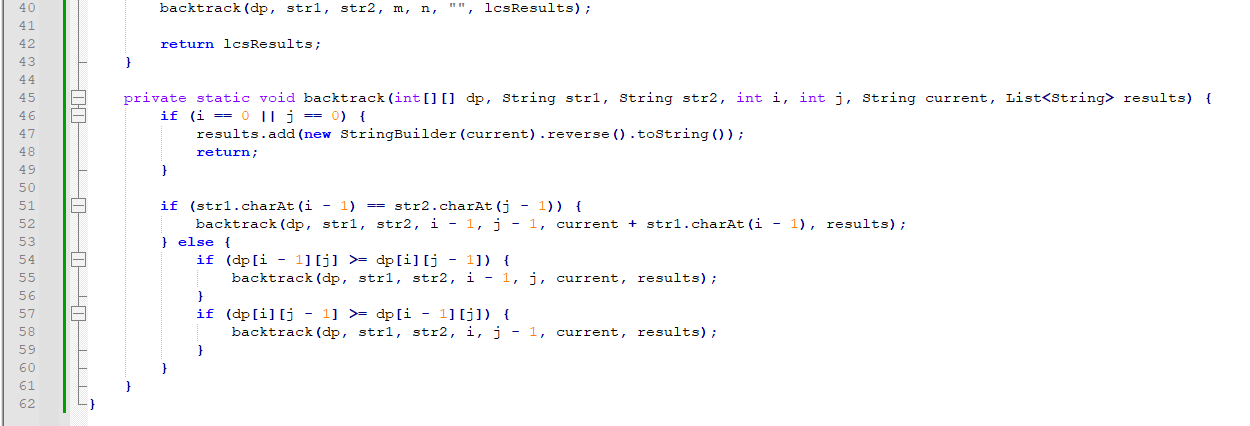 40 backtrack(dp, str1, str2, m, n, "", lcsResults);
41
42 return lcsResults;
43 }
44
45 private static void backtrack(int[][] dp, String str1, String str2, int i, int j, String current, List<String> results) {
46 if (i == 0 || j == 0) {
47 results.add(new StringBuilder(current).reverse().toString());
48 return;
49 }
50
51 if (str1.charAt(i - 1) == str2.charAt(j - 1)) {
52 backtrack(dp, str1, str2, i - 1, j - 1, current + str1.charAt(i - 1), results);
53 } else {
54 if (dp[i - 1][j] >= dp[i][j - 1]) {
55 backtrack(dp, str1, str2, i - 1, j, current, results);
56 }
57 if (dp[i][j - 1] >= dp[i - 1][j]) {
58 backtrack(dp, str1, str2, i, j - 1, current, results);
59 }
60 }
61 }
62 }